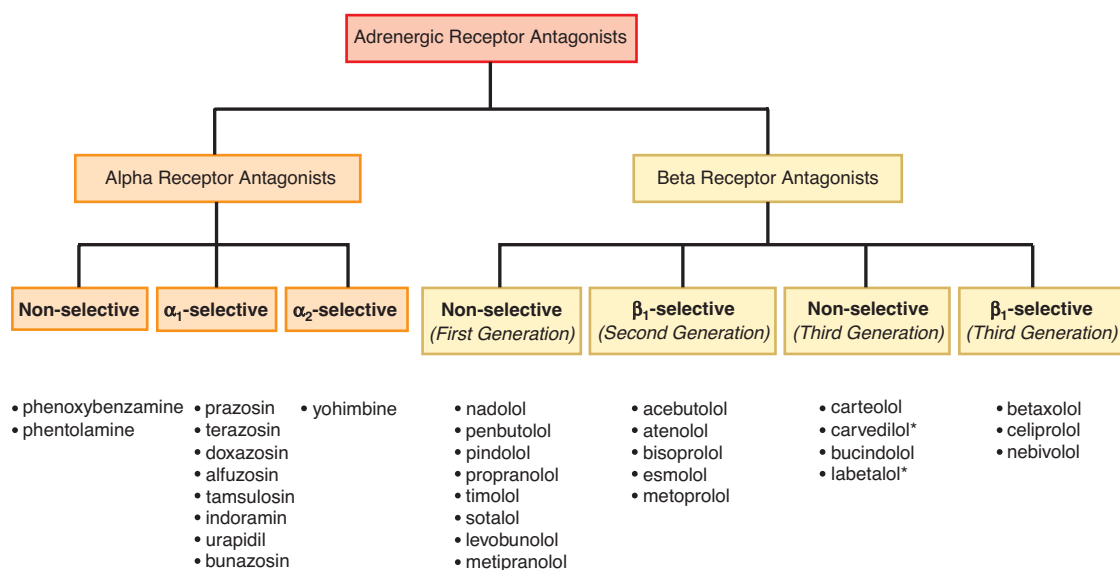 Adrenergic Receptor Antagonists
Alpha Receptor Antagonists
Beta Receptor Antagonists
Non-selective
α1-selective
α2-selective
Non-selective
(First Generation)
β1-selective
(Second Generation)
Non-selective
(Third Generation)
β1-selective
(Third Generation)
• phenoxybenzamine
• phentolamine
• prazosin
• terazosin
• doxazosin
• alfuzosin
• tamsulosin
• indoramin
• urapidil
• bunazosin
• yohimbine
• nadolol
• penbutolol
• pindolol
• propranolol
• timolol
• sotalol
• levobunolol
• metipranolol
• acebutolol
• atenolol
• bisoprolol
• esmolol
• metoprolol
• carteolol
• carvedilol*
• bucindolol
• labetalol*
• betaxolol
• celiprolol
• nebivolol